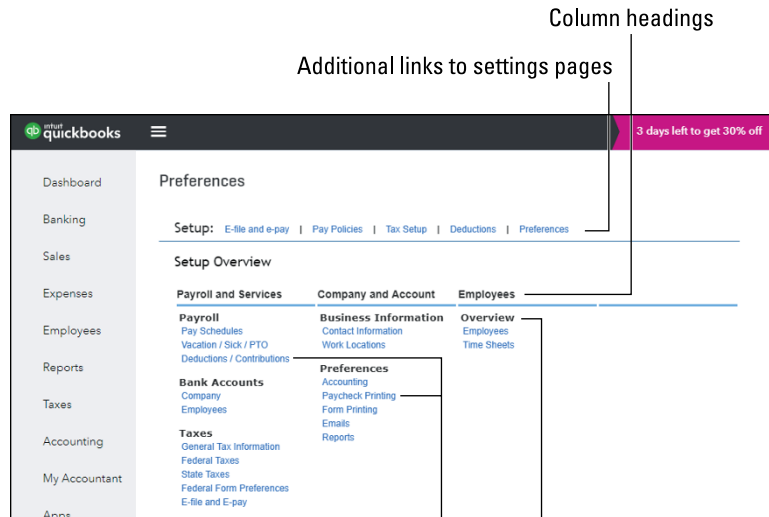 Column headings
Additional links to settings pages
qb intuit quickbooks
3 days left to get 30% off
Dashboard
Banking
Sales
Expenses
Employees
Reports
Taxes
Accounting
My Accountant
Apps
Preferences
Setup: E-file and e-pay | Pay Policies | Tax Setup | Deductions | Preferences
Setup Overview
Payroll and Services
Payroll
Pay Schedules
Vacation / Sick / PTO
Deductions / Contributions
Bank Accounts
Company
Employees
Taxes
General Tax Information
Federal Taxes
State Taxes
Federal Form Preferences
E-file and E-pay
Company and Account
Business Information
Contact Information
Work Locations
Preferences
Accounting
Paycheck Printing
Form Printing
Emails
Reports
Employees
Overview
Employees
Time Sheets